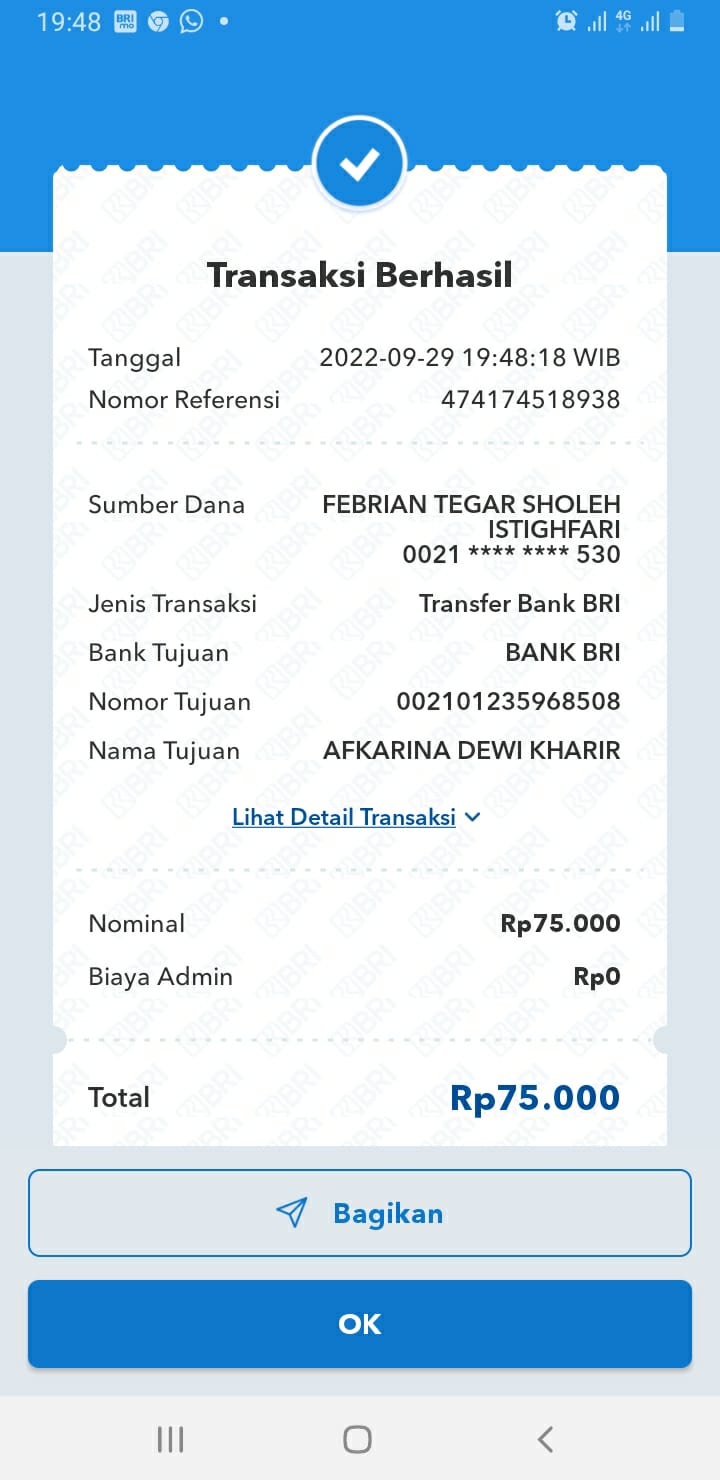 19:48 BRI mo 4G
Transaksi Berhasil
Tanggal 2022-09-29 19:48:18 WIB
Nomor Referensi 474174518938
Sumber Dana FEBRIAN TEGAR SHOLEH
ISTIGHFARI
0021 **** **** 530
Jenis Transaksi Transfer Bank BRI
Bank Tujuan BANK BRI
Nomor Tujuan 002101235968508
Nama Tujuan AFKARINA DEWI KHARIR
Lihat Detail Transaksi
Nominal Rp75.000
Biaya Admin Rp0
Total Rp75.000
Bagikan
OK